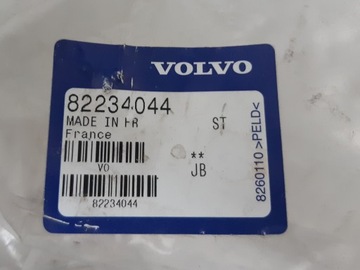 VOLVO
82234044
MADE IN FR ST
France
**
VO JB
82234044
8260110 >PELD<